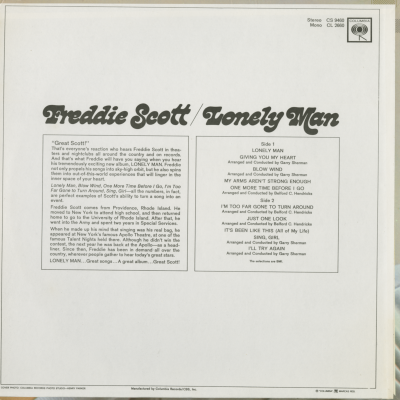 Stereo CS 9460
Mono CL 2660
COLUMBIA
Freddie Scott/Lonely Man
"Great Scott!"
That's everyone's reaction who hears Freddie Scott in thea-
ters and nightclubs all around the country and on records.
And that's what Freddie will have you saying when you hear
his tremendously exciting new album, LONELY MAN. Freddie
not only propels his songs into sky-high orbit, but he also spins
them into out-of-this-world experiences that will linger in the
inner space of your heart.
Lonely Man, Blow Wind, One More Time Before I Go, I'm Too
Far Gone to Turn Around, Sing, Girl—all the numbers, in fact,
are perfect examples of Scott's ability to turn a song into an
event.
Freddie Scott comes from Providence, Rhode Island. He
moved to New York to attend high school, and then returned
home to go to the University of Rhode Island. After that, he
went into the Army and spent two years in Special Services.
When he made up his mind that singing was his real bag, he
appeared at New York's famous Apollo Theatre, at one of the
famous Talent Nights held there. Although he didn't win the
contest, the next year he was back at the Apollo—as a head-
liner. Since then, Freddie has been in demand all over the
country, wherever people gather to hear today's great stars.
LONELY MAN... Great songs... A great album... Great Scott!
Side 1
LONELY MAN
GIVING YOU MY HEART
Arranged and Conducted by Garry Sherman
BLOW WIND
Arranged and Conducted by Garry Sherman
MY ARMS AREN'T STRONG ENOUGH
ONE MORE TIME BEFORE I GO
Arranged and Conducted by Belford C. Hendricks
Side 2
I'M TOO FAR GONE TO TURN AROUND
Arranged and Conducted by Belford C. Hendricks
JUST ONE LOOK
Arranged and Conducted by Belford C. Hendricks
IT'S BEEN LIKE THIS (All of My Life)
SING, GIRL
Arranged and Conducted by Garry Sherman
I'LL TRY AGAIN
Arranged and Conducted by Garry Sherman
The selections are BMI.
Manufactured by Columbia Records/CBS, Inc.